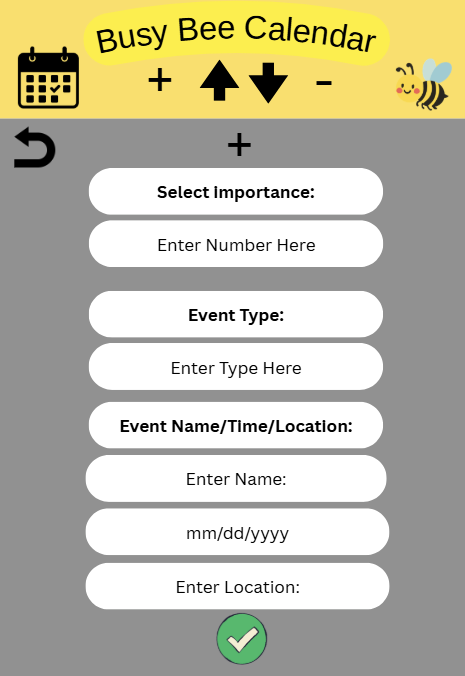 Busy Bee Calendar
+ -
+
Select importance:
Enter Number Here
Event Type:
Enter Type Here
Event Name/Time/Location:
Enter Name:
mm/dd/yyyy
Enter Location: